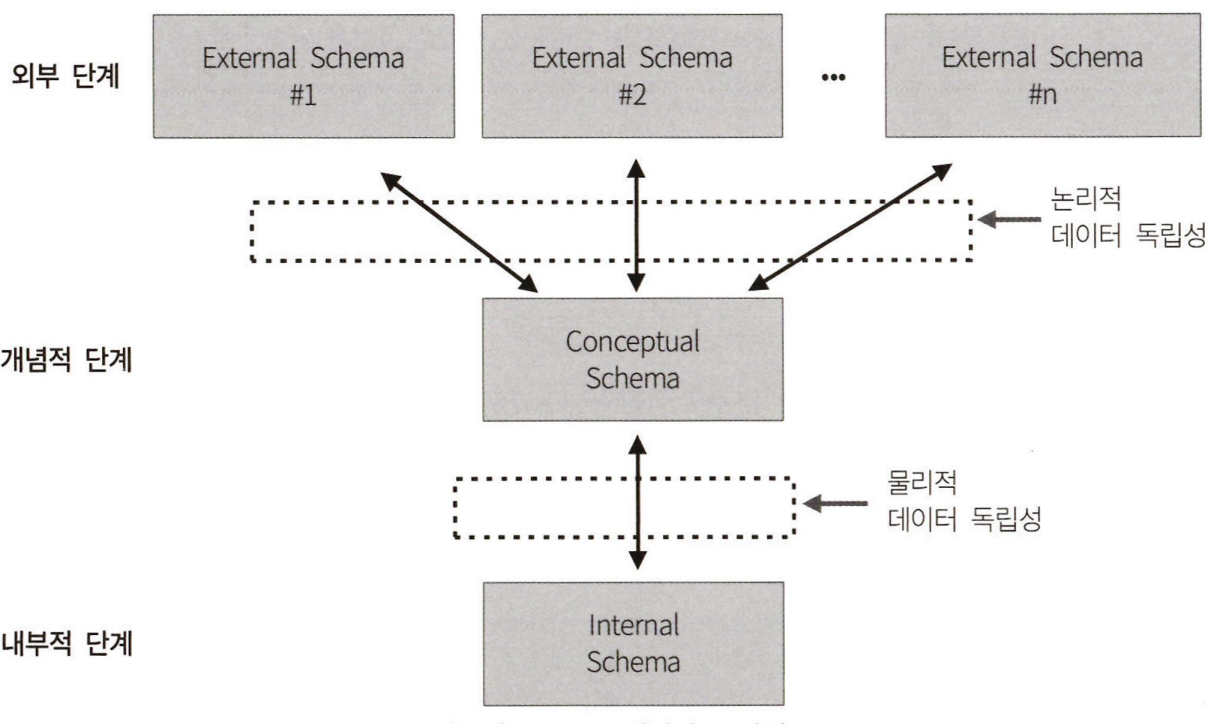 외부 단계
External Schema
#1
External Schema
#2
...
External Schema
#n
논리적
데이터 독립성
개념적 단계
Conceptual
Schema
물리적
데이터 독립성
내부적 단계
Internal
Schema